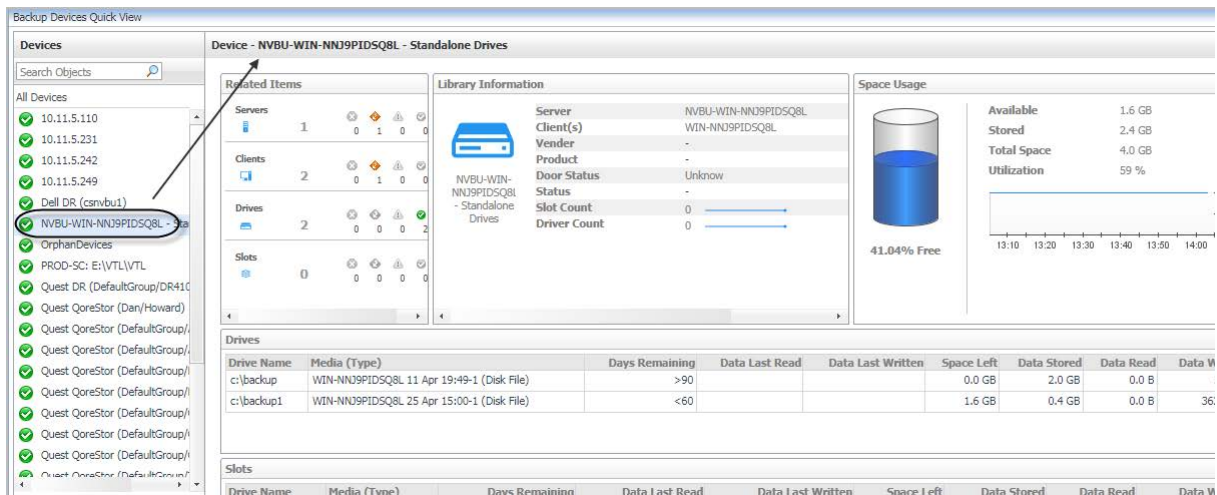 Backup Devices Quick View
Devices
Search Objects
All Devices
10.11.5.110
10.11.5.231
10.11.5.242
10.11.5.249
Dell DR (csnvbu1)
NVBU-WIN-NNJ9PIDSQ8L - Sta
OrphanDevices
PROD-SC: E:\VTL\VTL
Quest DR (DefaultGroup/DR410
Quest QoreStor (Dan/Howard)
Quest QoreStor (DefaultGroup/
Quest QoreStor (DefaultGroup/
Quest QoreStor (DefaultGroup/
Quest QoreStor (DefaultGroup/
Quest QoreStor (DefaultGroup/
Quest QoreStor (DefaultGroup/
Quest QoreStor (DefaultGroup/
Quest QoreStor (DefaultGroup/
Device - NVBU-WIN-NNJ9PIDSQ8L - Standalone Drives
Related Items
Servers
1 0 1 0 0
Clients
2 0 1 0 0
Drives
2 0 0 0 2
Slots
0 0 0 0 0
Library Information
NVBU-WIN-
NNJ9PIDSQ8L
- Standalone
Drives
Server NVBU-WIN-NNJ9PIDSQ8L
Client(s) WIN-NNJ9PIDSQ8L
Vender -
Product -
Door Status Unknow
Status -
Slot Count 0
Driver Count 0
Space Usage
41.04% Free
Available 1.6 GB
Stored 2.4 GB
Total Space 4.0 GB
Utilization 59 %
13:10 13:20 13:30 13:40 13:50 14:00
Drives
Drive Name Media (Type) Days Remaining Data Last Read Data Last Written Space Left Data Stored Data Read Data W
c:\backup WIN-NNJ9PIDSQ8L 11 Apr 19:49-1 (Disk File) >90 0.0 GB 2.0 GB 0.0 B
c:\backup1 WIN-NNJ9PIDSQ8L 25 Apr 15:00-1 (Disk File) <60 1.6 GB 0.4 GB 0.0 B 36
Slots
Drive Name Media (Type) Days Remaining Data Last Read Data Last Written Space Left Data Stored Data Read Data W